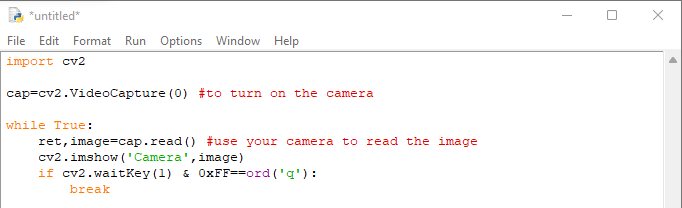 *untitled*
File Edit Format Run Options Window Help
import cv2
cap=cv2.VideoCapture(0) #to turn on the camera
while True:
    ret,image=cap.read() #use your camera to read the image
    cv2.imshow('Camera',image)
    if cv2.waitKey(1) & 0xFF==ord('q'):
        break